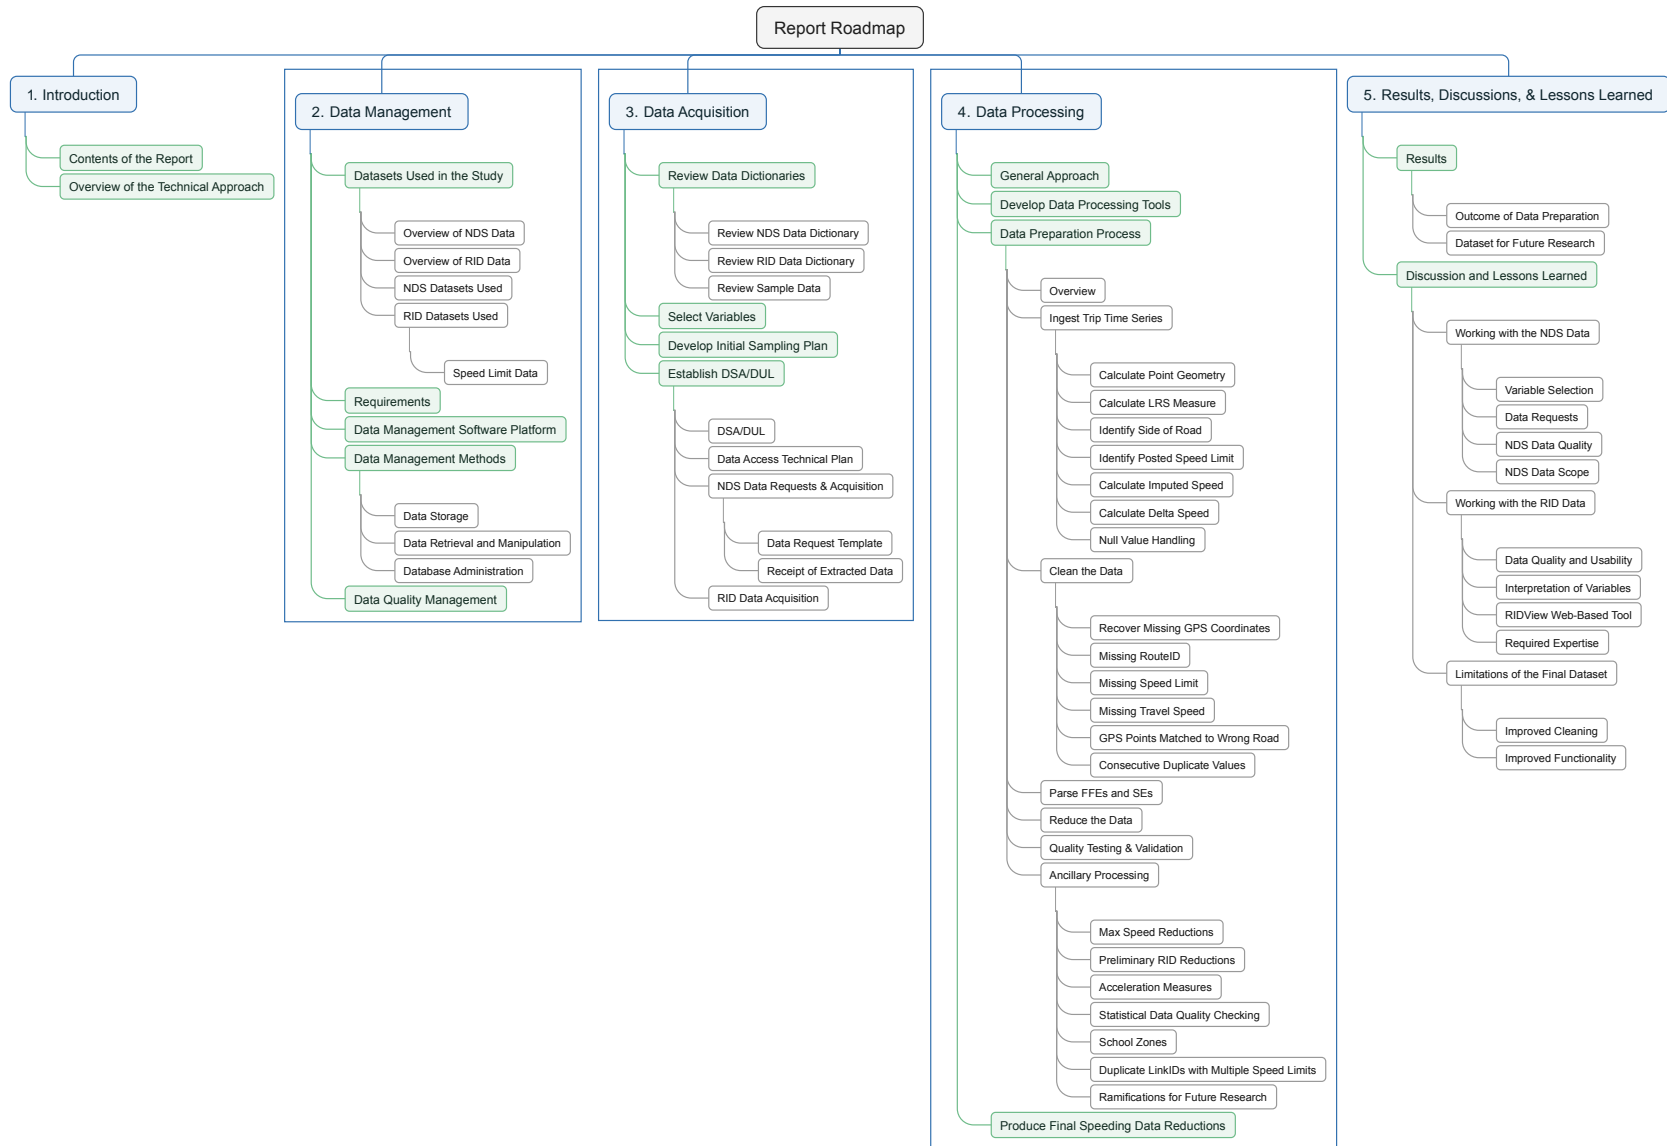 Report Roadmap
1. Introduction
Contents of the Report
Overview of the Technical Approach
2. Data Management
Datasets Used in the Study
Overview of NDS Data
Overview of RID Data
NDS Datasets Used
RID Datasets Used
Speed Limit Data
Requirements
Data Management Software Platform
Data Management Methods
Data Storage
Data Retrieval and Manipulation
Database Administration
Data Quality Management
3. Data Acquisition
Review Data Dictionaries
Review NDS Data Dictionary
Review RID Data Dictionary
Review Sample Data
Select Variables
Develop Initial Sampling Plan
Establish DSA/DUL
DSA/DUL
Data Access Technical Plan
NDS Data Requests & Acquisition
Data Request Template
Receipt of Extracted Data
RID Data Acquisition
4. Data Processing
General Approach
Develop Data Processing Tools
Data Preparation Process
Overview
Ingest Trip Time Series
Calculate Point Geometry
Calculate LRS Measure
Identify Side of Road
Identify Posted Speed Limit
Calculate Imputed Speed
Calculate Delta Speed
Null Value Handling
Clean the Data
Recover Missing GPS Coordinates
Missing RouteID
Missing Speed Limit
Missing Travel Speed
GPS Points Matched to Wrong Road
Consecutive Duplicate Values
Parse FFEs and SEs
Reduce the Data
Quality Testing & Validation
Ancillary Processing
Max Speed Reductions
Preliminary RID Reductions
Acceleration Measures
Statistical Data Quality Checking
School Zones
Duplicate LinkIDs with Multiple Speed Limits
Ramifications for Future Research
Produce Final Speeding Data Reductions
5. Results, Discussions, & Lessons Learned
Results
Outcome of Data Preparation
Dataset for Future Research
Discussion and Lessons Learned
Working with the NDS Data
Variable Selection
Data Requests
NDS Data Quality
NDS Data Scope
Working with the RID Data
Data Quality and Usability
Interpretation of Variables
RIDView Web-Based Tool
Required Expertise
Limitations of the Final Dataset
Improved Cleaning
Improved Functionality